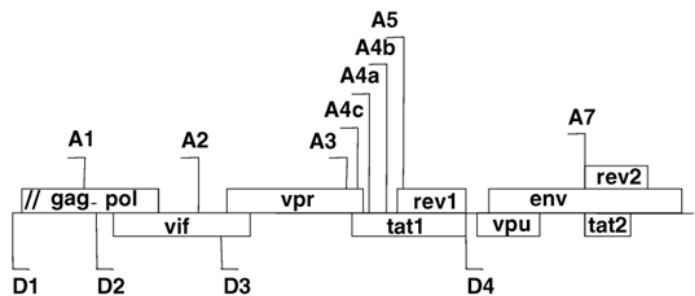 A5
A4b
A4a
A4c
A3
A1
A2
A7
// gag- pol
vpr
rev1
env
rev2
vif
tat1
vpu
tat2
D1
D2
D3
D4